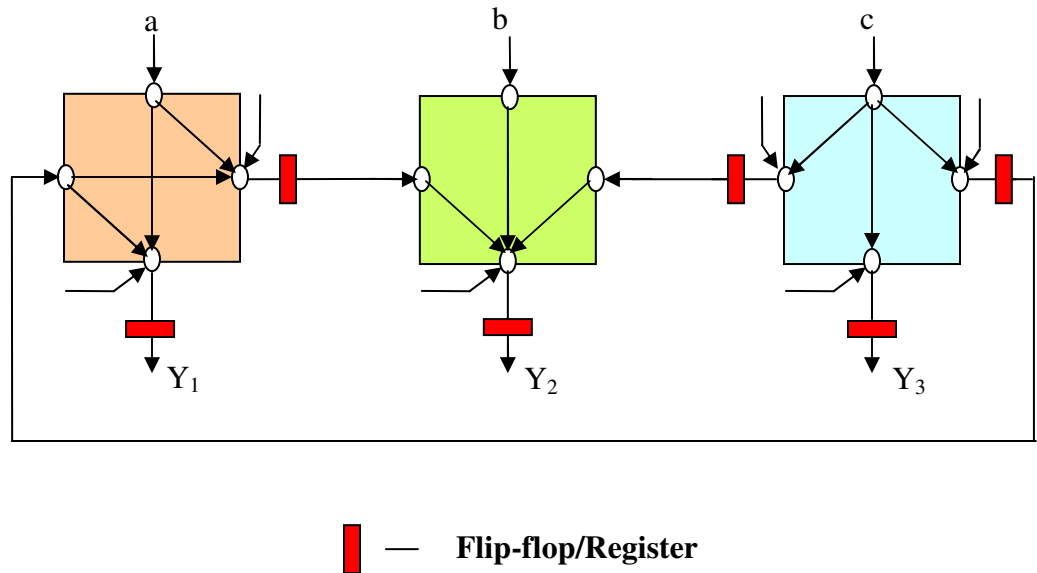 a
b
c
Y₁
Y₂
Y₃
— Flip-flop/Register